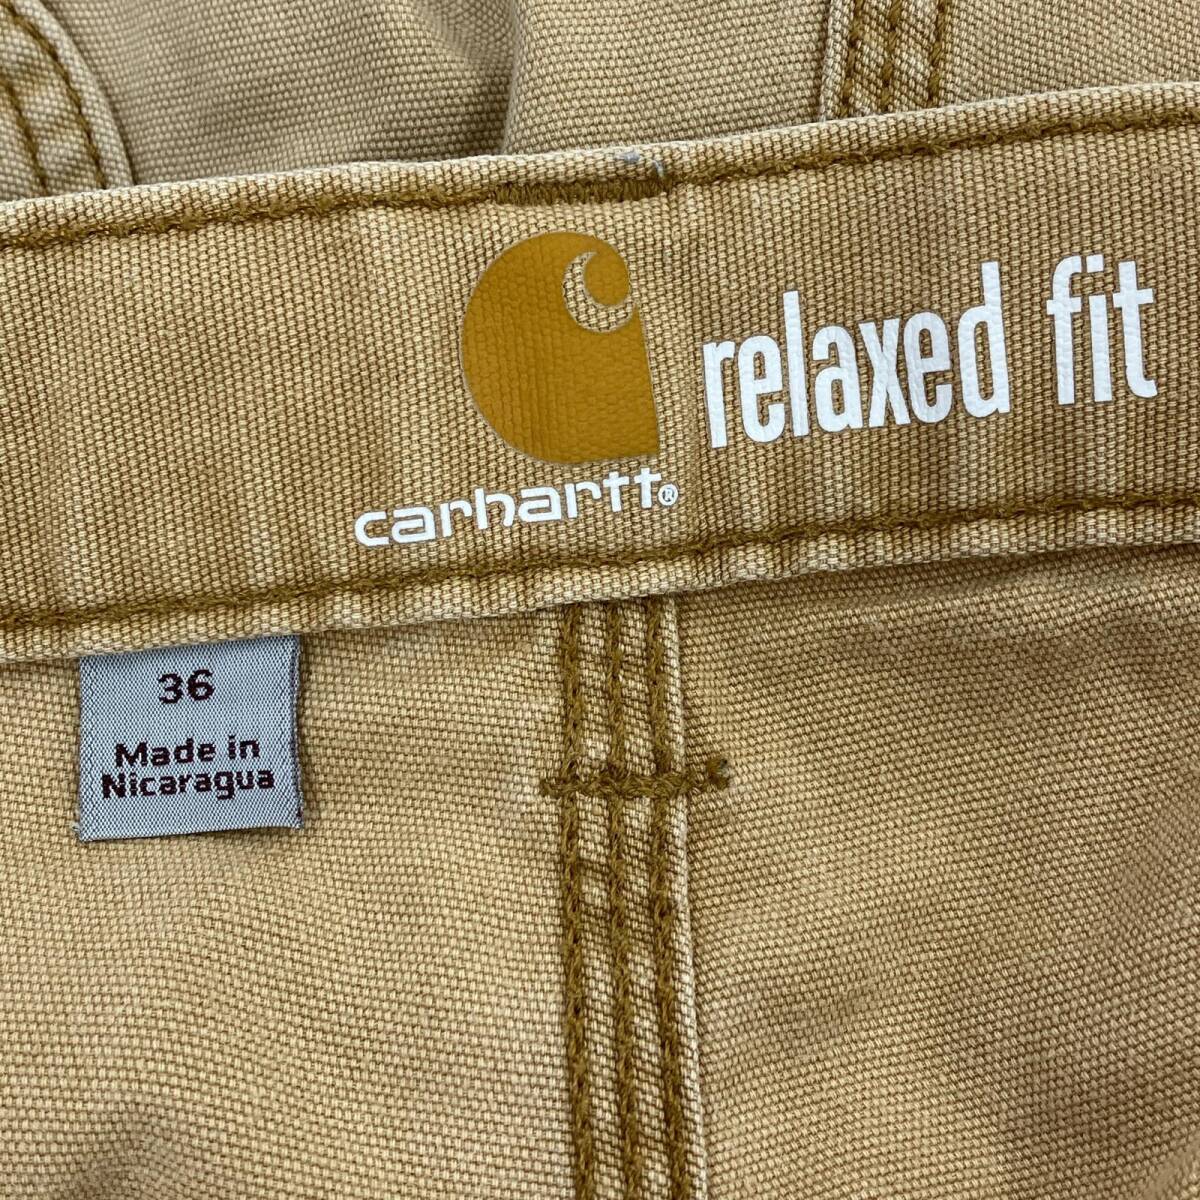 relaxed fit
carhartt®
36
Made in
Nicaragua